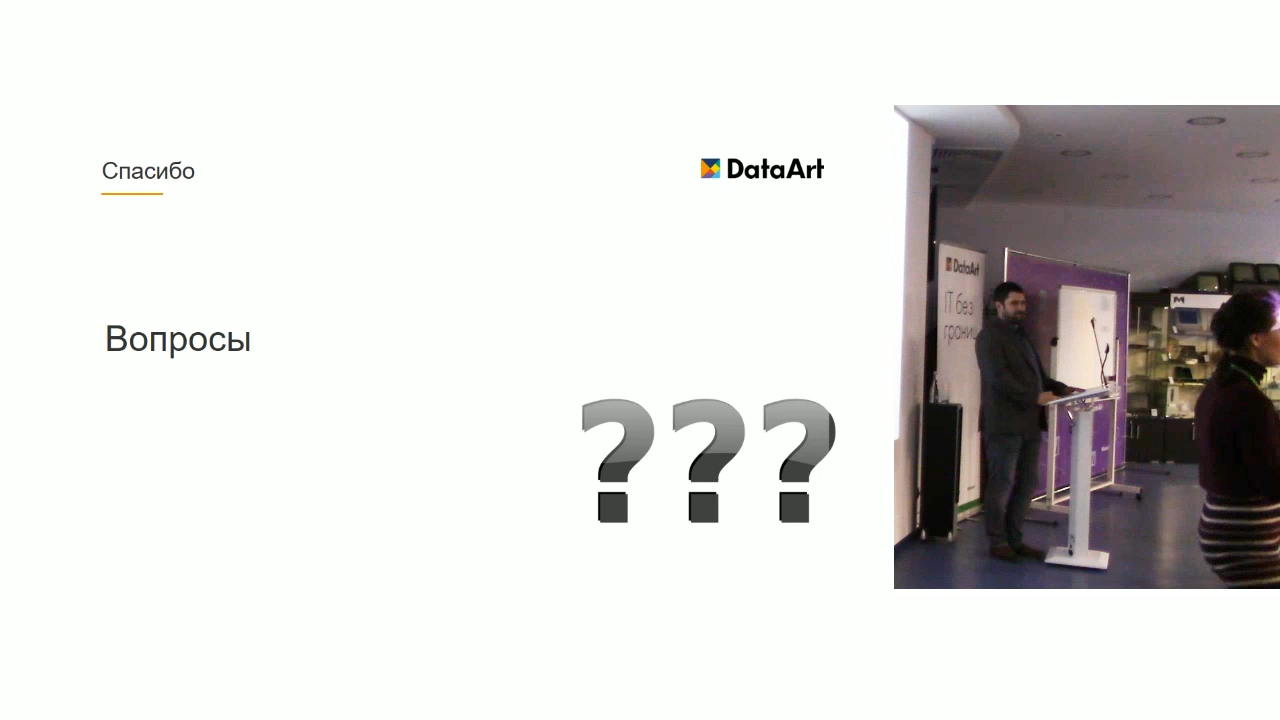 Спасибо
DataArt
Вопросы
???
DataArt
IT без
границ
M